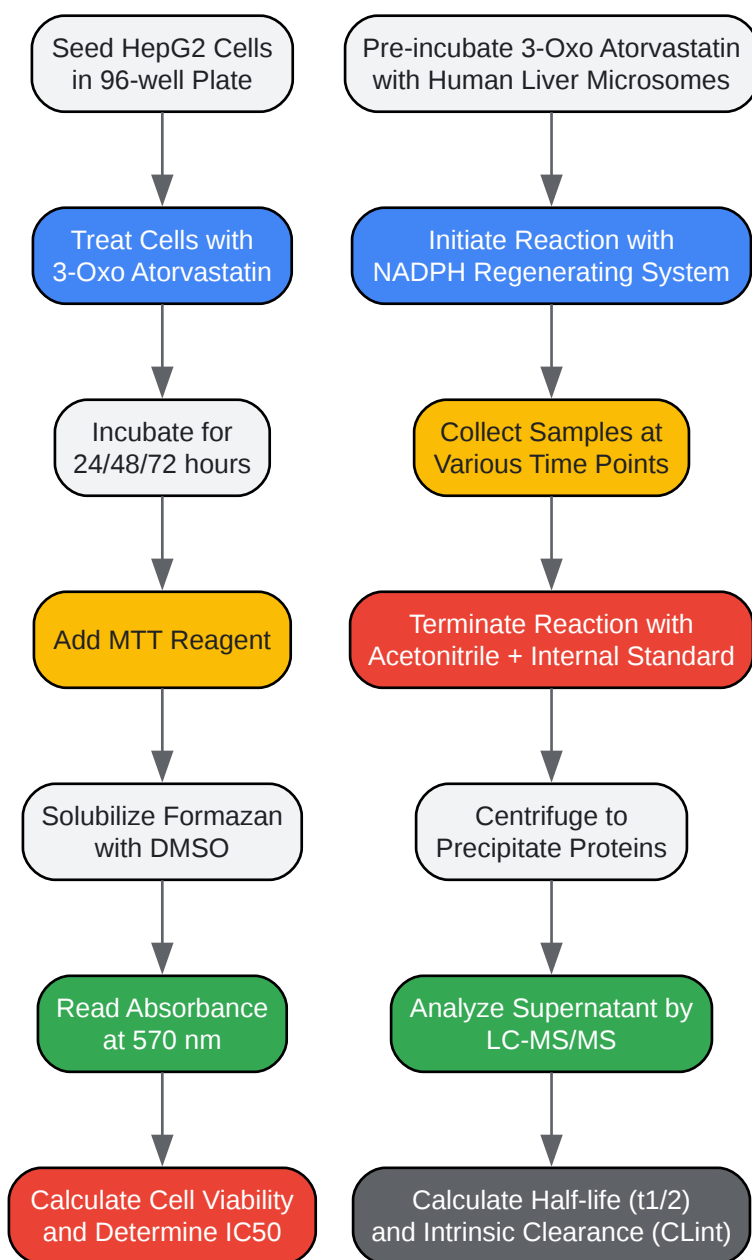 Seed HepG2 Cells
in 96-well Plate
Treat Cells with
3-Oxo Atorvastatin
Incubate for
24/48/72 hours
Add MTT Reagent
Solubilize Formazan
with DMSO
Read Absorbance
at 570 nm
Calculate Cell Viability
and Determine IC50
Pre-incubate 3-Oxo Atorvastatin
with Human Liver Microsomes
Initiate Reaction with
NADPH Regenerating System
Collect Samples at
Various Time Points
Terminate Reaction with
Acetonitrile + Internal Standard
Centrifuge to
Precipitate Proteins
Analyze Supernatant by
LC-MS/MS
Calculate Half-life (t1/2)
and Intrinsic Clearance (CLint)